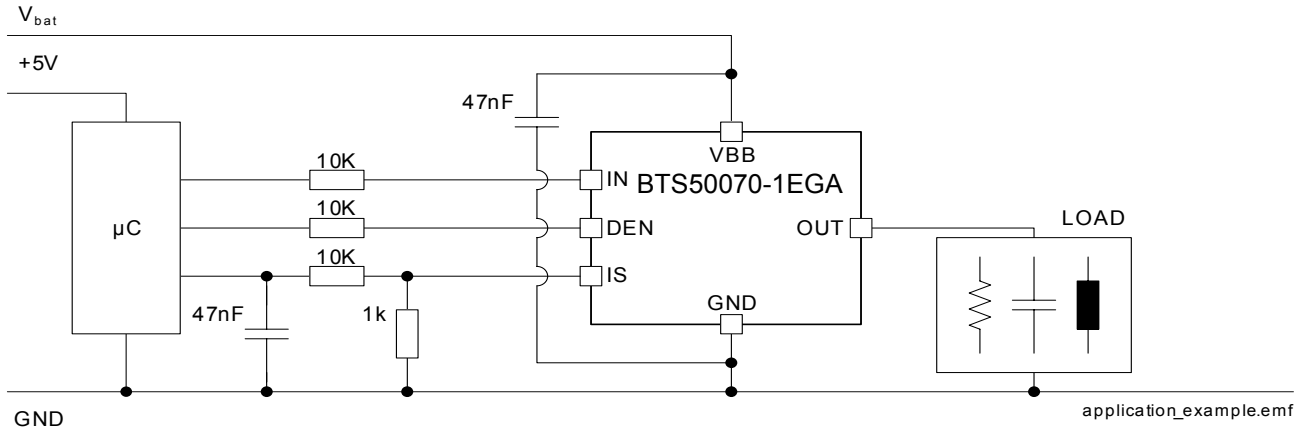 Vbat
+5V
47nF
VBB
10K
IN
BTS50070-1EGA
10K
µC
DEN
OUT
LOAD
10K
IS
47nF
1k
GND
GND
application_example.emf